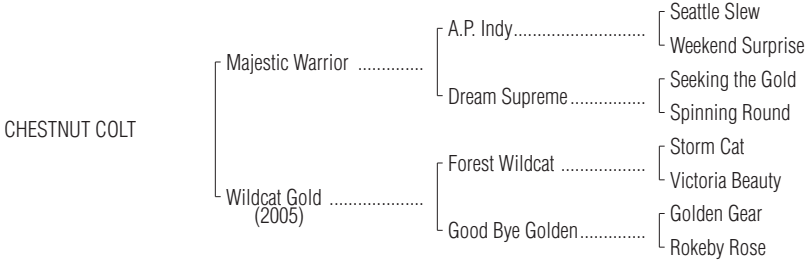 Seattle Slew
A.P. Indy..............................
Weekend Surprise
Majestic Warrior ..............
Seeking the Gold
Dream Supreme.................
Spinning Round
CHESTNUT COLT
Storm Cat
Forest Wildcat ...................
Victoria Beauty
Wildcat Gold ....................
(2005)
Golden Gear
Good Bye Golden..............
Rokeby Rose